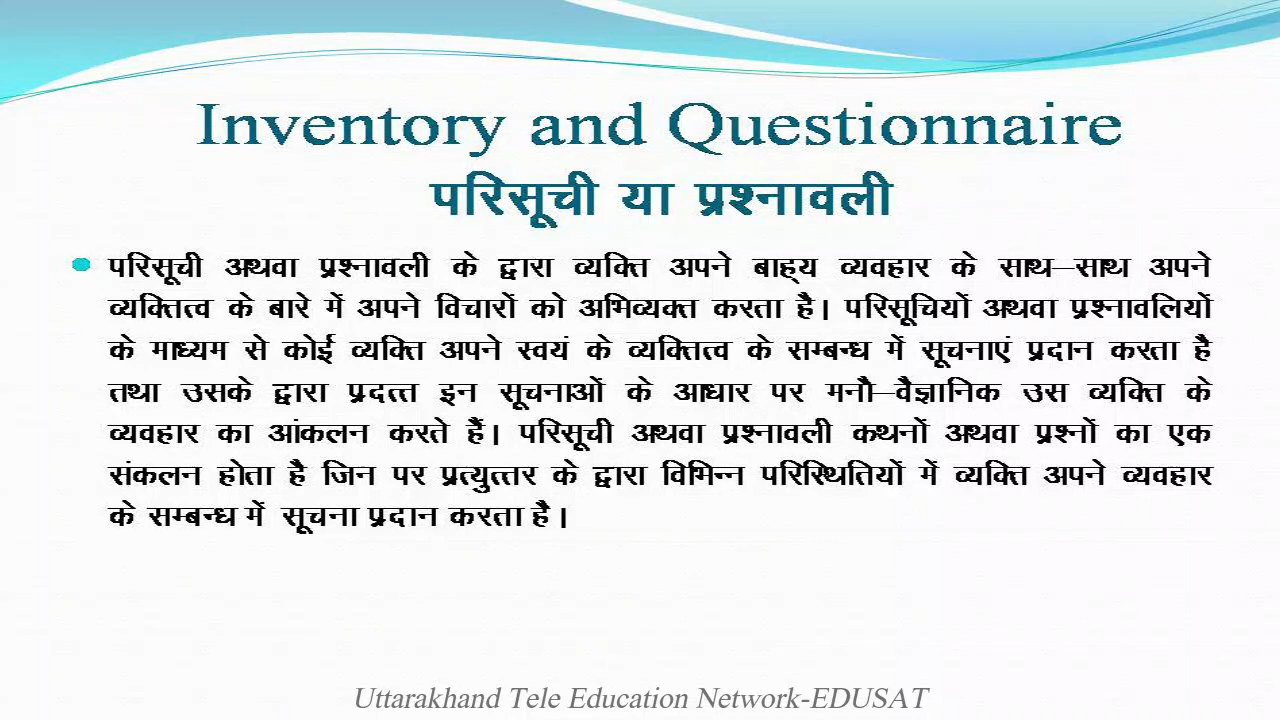 Inventory and Questionnaire
परिसूची या प्रश्नावली
परिसूची अथवा प्रश्नावली के द्वारा व्यक्ति अपने बाह्य व्यवहार के साथ–साथ अपने
व्यक्तित्व के बारे में अपने विचारों को अभिव्यक्त करता है। परिसूचियों अथवा प्रश्नावलियों
के माध्यम से कोई व्यक्ति अपने स्वयं के व्यक्तित्व के सम्बन्ध में सूचनाएं प्रदान करता है
तथा उसके द्वारा प्रदत्त इन सूचनाओं के आधार पर मनौ–वैज्ञानिक उस व्यक्ति के
व्यवहार का आंकलन करते हैं। परिसूची अथवा प्रश्नावली कथनों अथवा प्रश्नों का एक
संकलन होता है जिन पर प्रत्युत्तर के द्वारा विभिन्न परिस्थितियों में व्यक्ति अपने व्यवहार
के सम्बन्ध में सूचना प्रदान करता है।
Uttarakhand Tele Education Network-EDUSAT